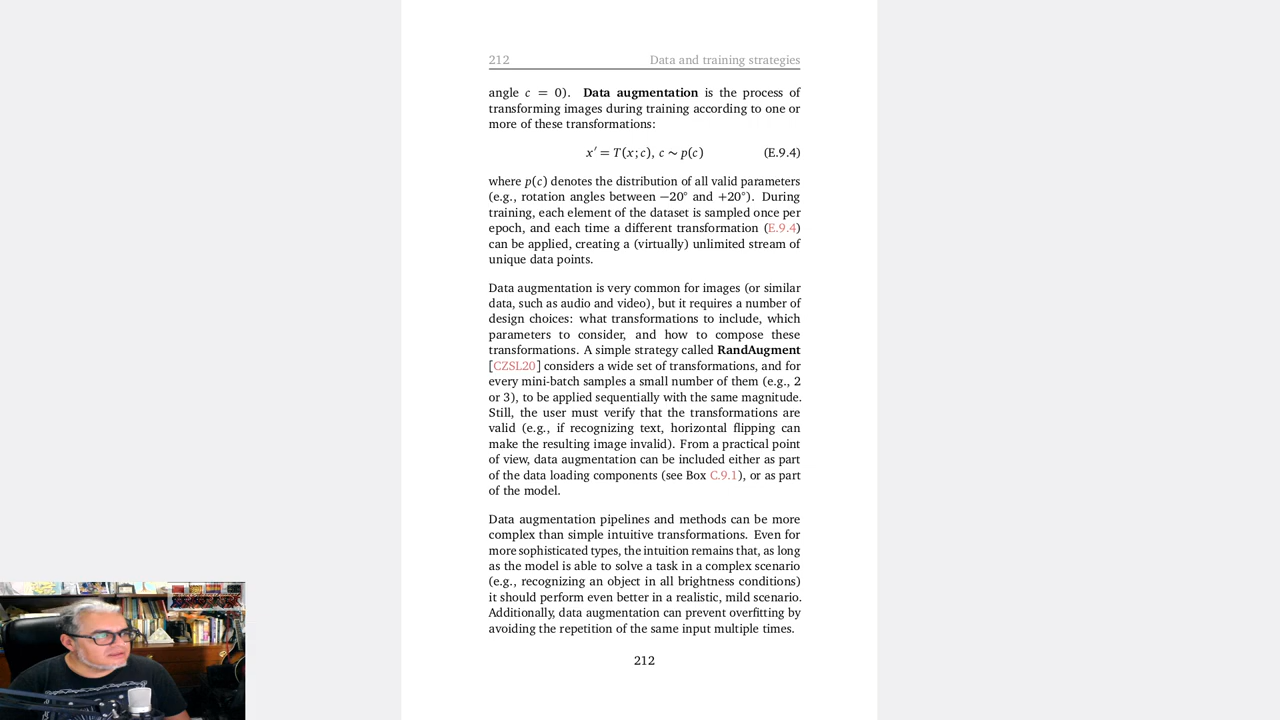 212 Data and training strategies
angle c = 0). Data augmentation is the process of
transforming images during training according to one or
more of these transformations:
x′ = T(x; c), c ∼ p(c) (E.9.4)
where p(c) denotes the distribution of all valid parameters
(e.g., rotation angles between −20° and +20°). During
training, each element of the dataset is sampled once per
epoch, and each time a different transformation (E.9.4)
can be applied, creating a (virtually) unlimited stream of
unique data points.
Data augmentation is very common for images (or similar
data, such as audio and video), but it requires a number of
design choices: what transformations to include, which
parameters to consider, and how to compose these
transformations. A simple strategy called RandAugment
[CZSL20] considers a wide set of transformations, and for
every mini-batch samples a small number of them (e.g., 2
or 3), to be applied sequentially with the same magnitude.
Still, the user must verify that the transformations are
valid (e.g., if recognizing text, horizontal flipping can
make the resulting image invalid). From a practical point
of view, data augmentation can be included either as part
of the data loading components (see Box C.9.1), or as part
of the model.
Data augmentation pipelines and methods can be more
complex than simple intuitive transformations. Even for
more sophisticated types, the intuition remains that, as long
as the model is able to solve a task in a complex scenario
(e.g., recognizing an object in all brightness conditions)
it should perform even better in a realistic, mild scenario.
Additionally, data augmentation can prevent overfitting by
avoiding the repetition of the same input multiple times.
212